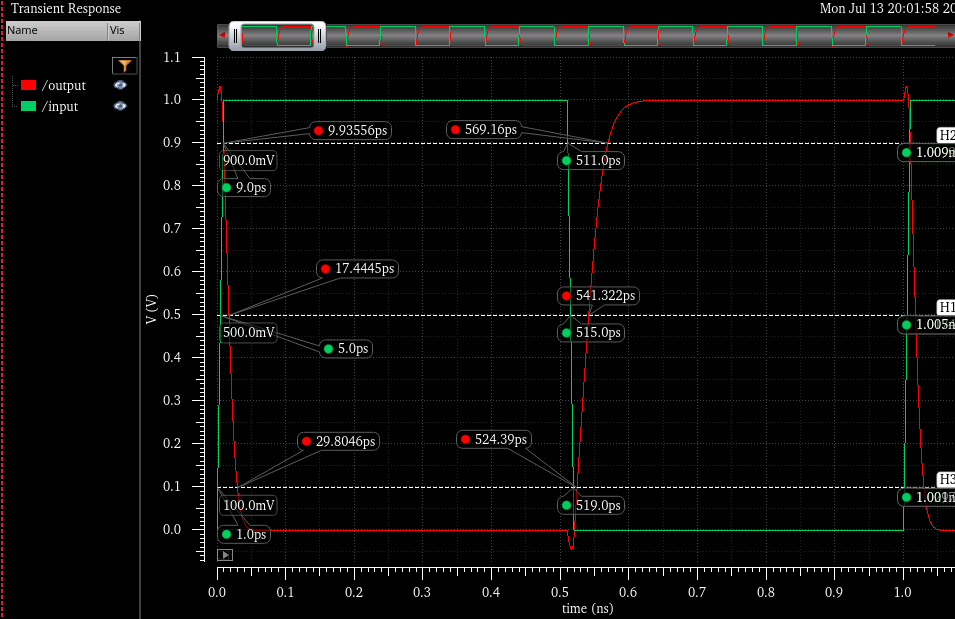 Transient Response
Mon Jul 13 20:01:58 20
Name
Vis
/output
/input
1.1
1.0
0.9
0.8
0.7
0.6
0.5
0.4
0.3
0.2
0.1
0.0
V (V)
9.93556ps
569.16ps
H2
900.0mV
511.0ps
1.009n
9.0ps
17.4445ps
541.322ps
H1
500.0mV
515.0ps
5.0ps
29.8046ps
524.39ps
H3
100.0mV
519.0ps
1.0ps
0.0
0.1
0.2
0.3
0.4
0.5
0.6
0.7
0.8
0.9
1.0
time (ns)